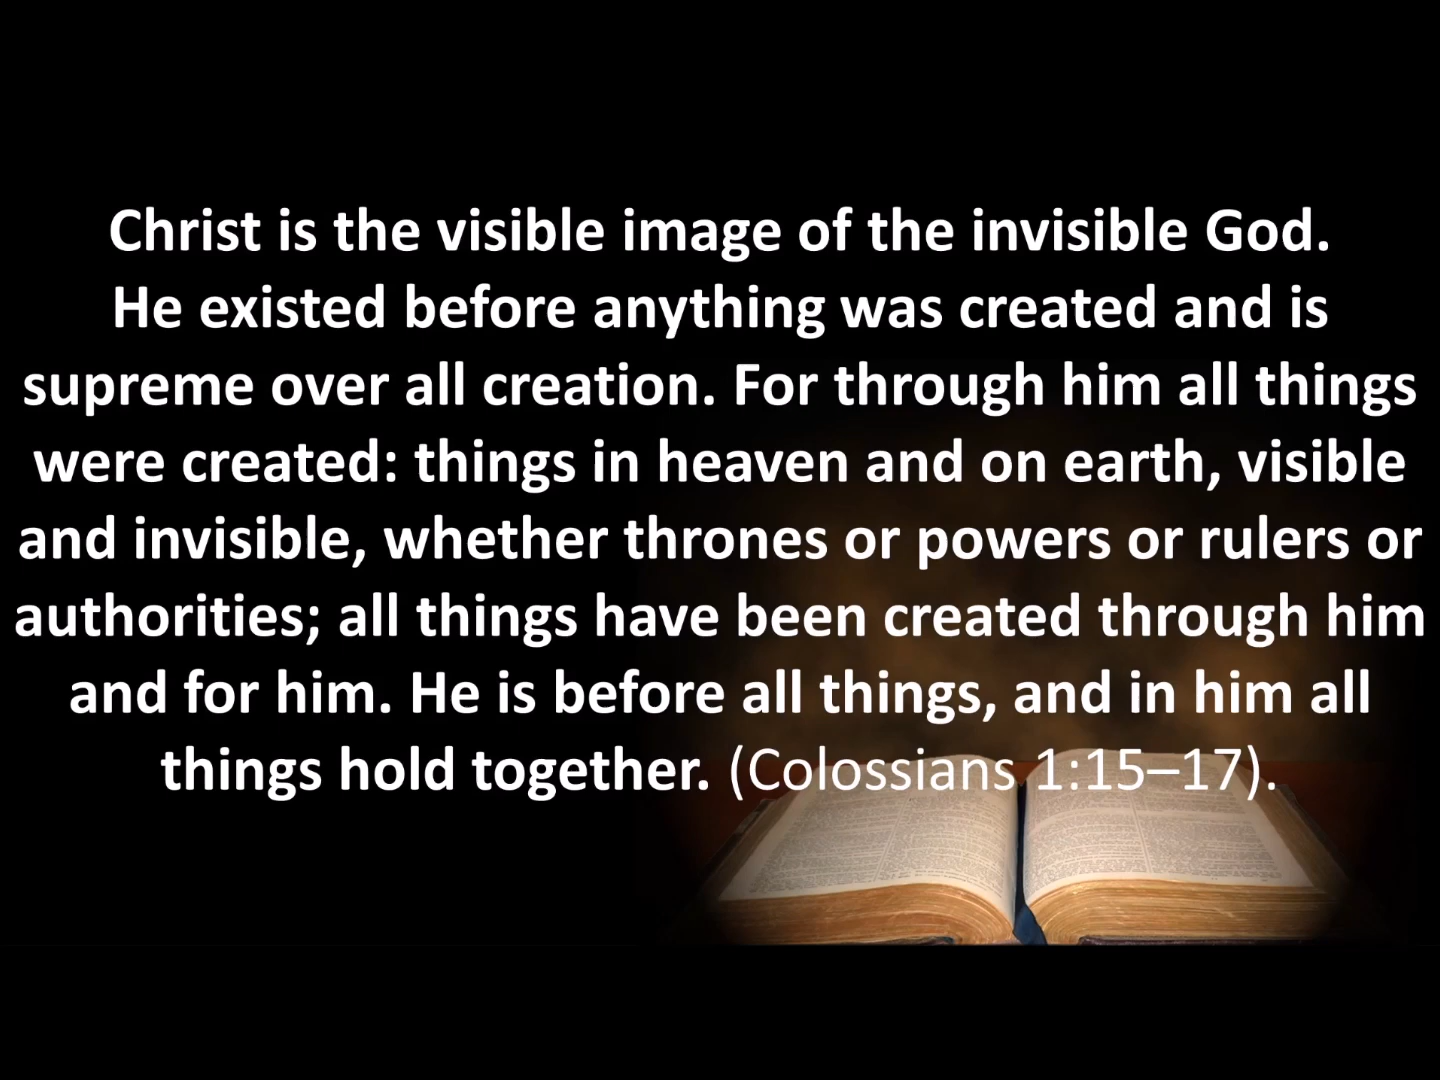 Christ is the visible image of the invisible God.
He existed before anything was created and is
supreme over all creation. For through him all things
were created: things in heaven and on earth, visible
and invisible, whether thrones or powers or rulers or
authorities; all things have been created through him
and for him. He is before all things, and in him all
things hold together. (Colossians 1:15–17).